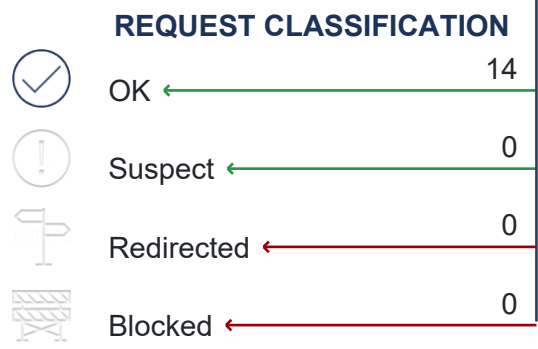 REQUEST CLASSIFICATION
OK 14
Suspect 0
Redirected 0
Blocked 0